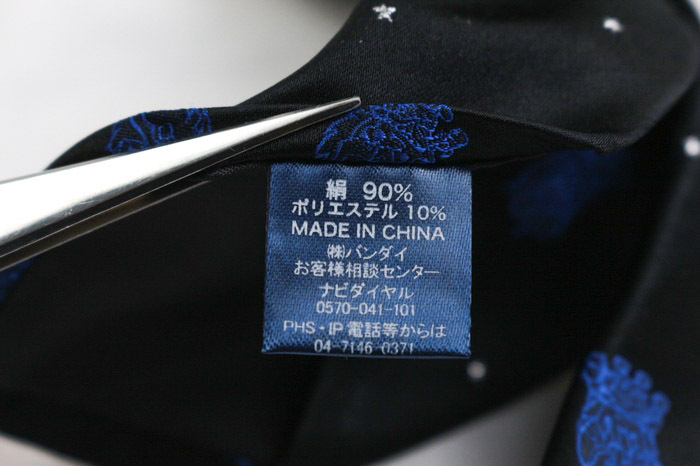 絹 90%
ポリエステル 10%
MADE IN CHINA
㈱バンダイ
お客様相談センター
ナビダイヤル
0570-041-101
PHS・IP 電話等からは
04-7146-0371